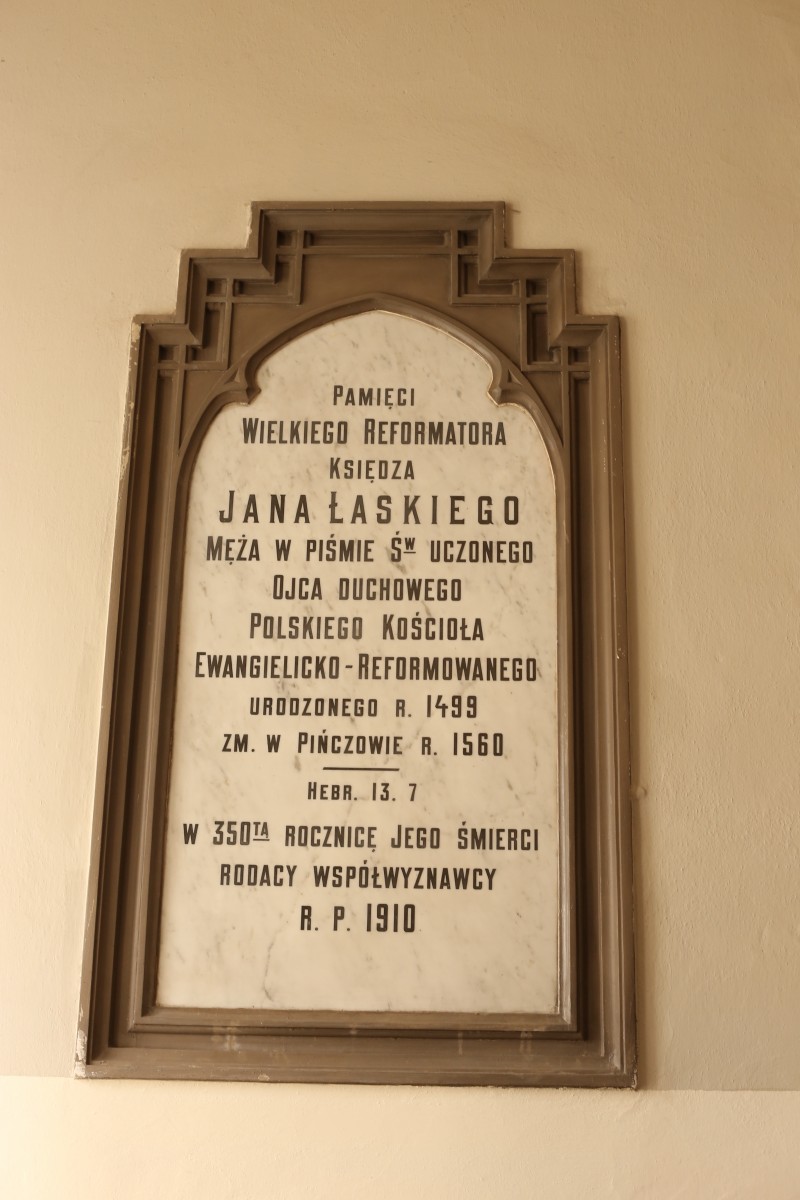 PAMIĘCI
WIELKIEGO REFORMATORA
KSIĘDZA
JANA ŁASKIEGO
MĘŻA W PIŚMIE ŚW UCZONEGO
OJCA DUCHOWEGO
POLSKIEGO KOŚCIOŁA
EWANGIELICKO-REFORMOWANEGO
URODZONEGO R. 1499
ZM. W PIŃCZOWIE R. 1560
HEBR. 13. 7
W 350TĄ ROCZNICĘ JEGO ŚMIERCI
RODACY WSPÓŁWYZNAWCY
R. P. 1910